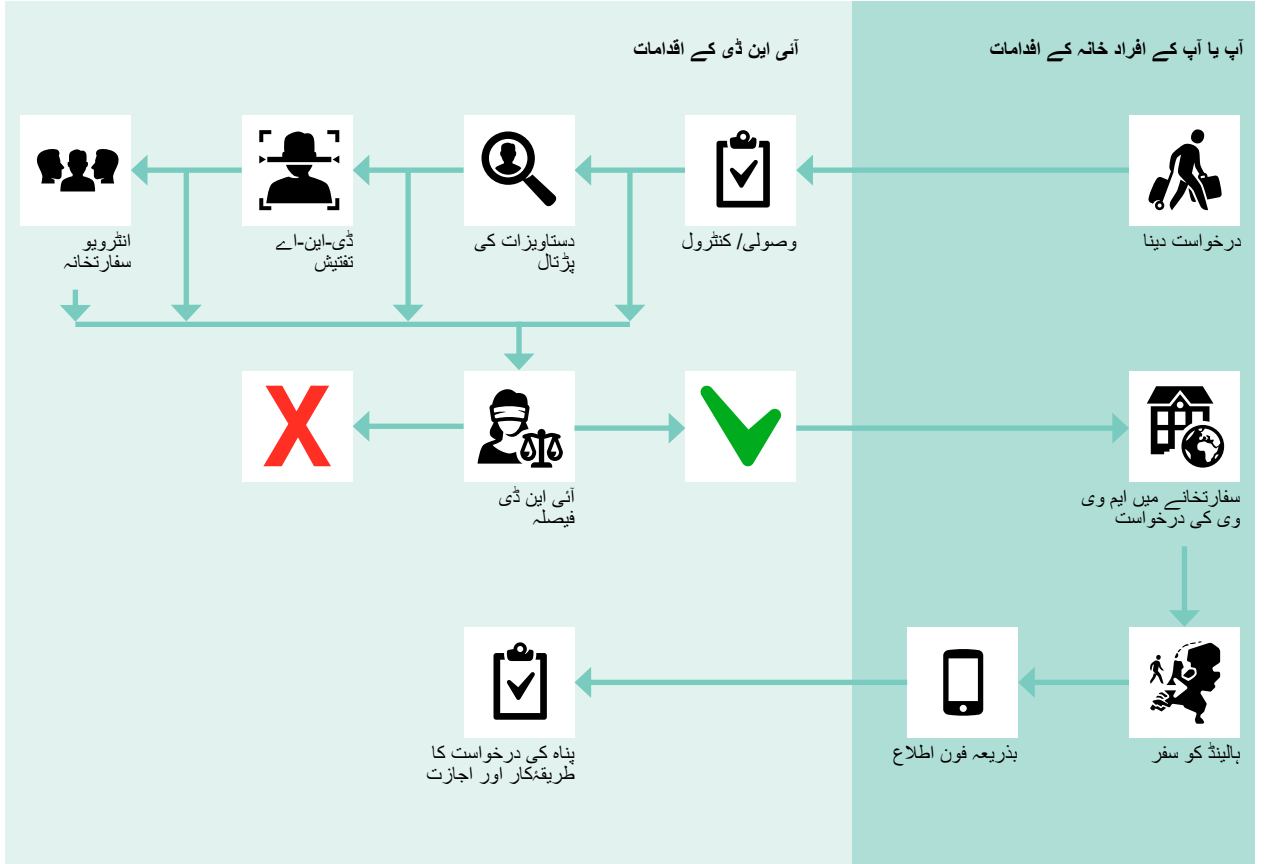 آپ یا آپ کے افراد خانہ کے افدامات
آئی این ڈی کے اقدامات
درخواست دینا
وصولی/ کنٹرول
دستاویزات کی
پڑتال
ڈی-این-اے
تفتیش
انٹرویو
سفارتخانہ
آئی این ڈی
فیصلہ
سفارتخانے میں ایم وی
وی کی درخواست
ہالینڈ کو سفر
بذریعہ فون اطلاع
پناہ کی درخواست کا
طریقۂکار اور اجازت